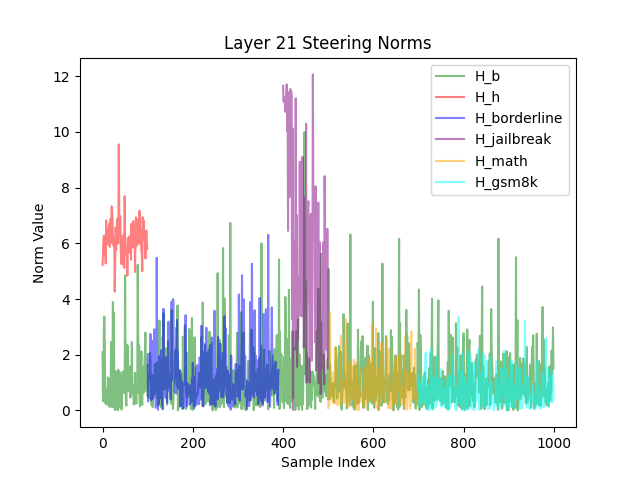 Layer 21 Steering Norms
Norm Value
12
10
8
6
4
2
0
H_b
H_h
H_borderline
H_jailbreak
H_math
H_gsm8k
0
200
400
600
800
1000
Sample Index